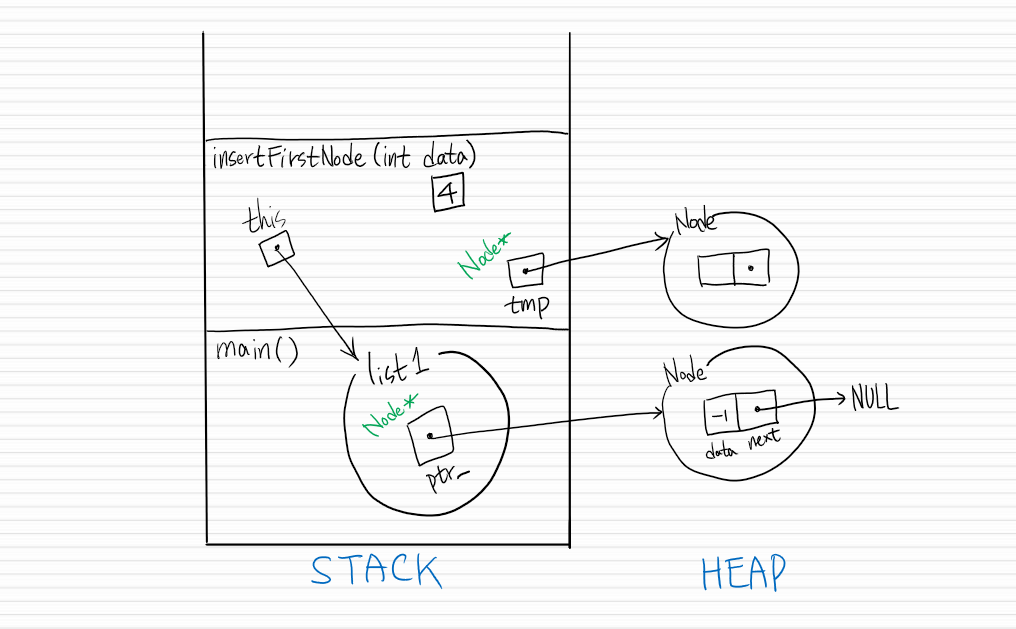 insertFirstNode (int data)
4
this
Node*
tmp
Node
main()
list1
Node*
ptr_
Node
-1
data next
NULL
STACK
HEAP